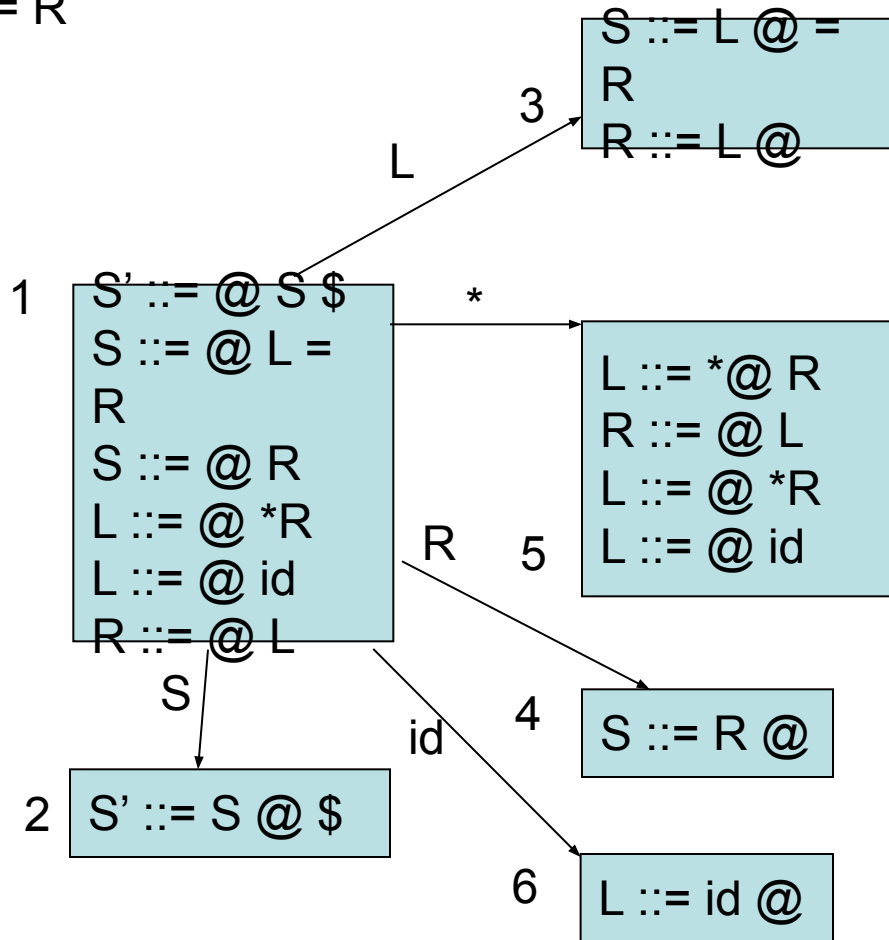 = R
S ::= L @ =
R
R ::= L @
3
L
1
S’ ::= @ S $
S ::= @ L =
R
S ::= @ R
L ::= @ *R
L ::= @ id
R ::= @ L
*
L ::= *@ R
R ::= @ L
L ::= @ *R
L ::= @ id
5
R
S
id
4
S ::= R @
2
S’ ::= S @ $
6
L ::= id @